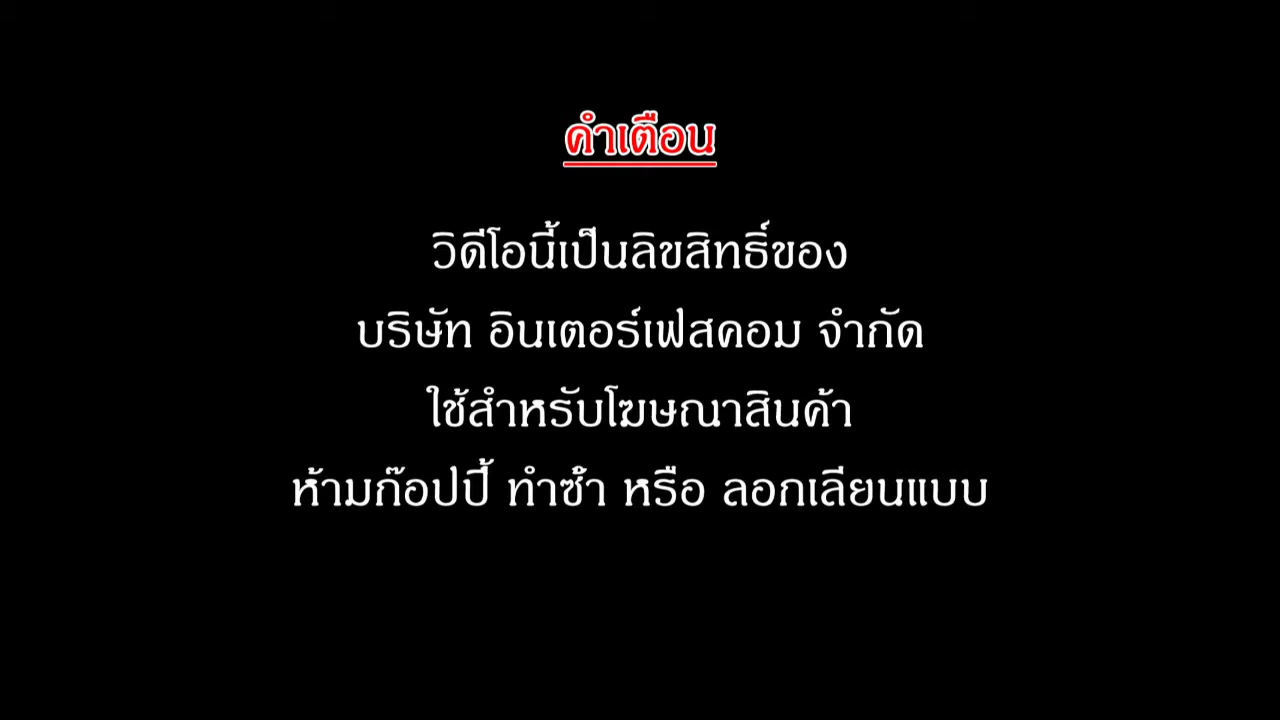 คำเตือน
วิดีโอนี้เป็นลิขสิทธิ์ของ
บริษัท อินเตอร์เฟสคอม จำกัด
ใช้สำหรับโฆษณาสินค้า
ห้ามก๊อปปี้ ทำซ้ำ หรือ ลอกเลียนแบบ